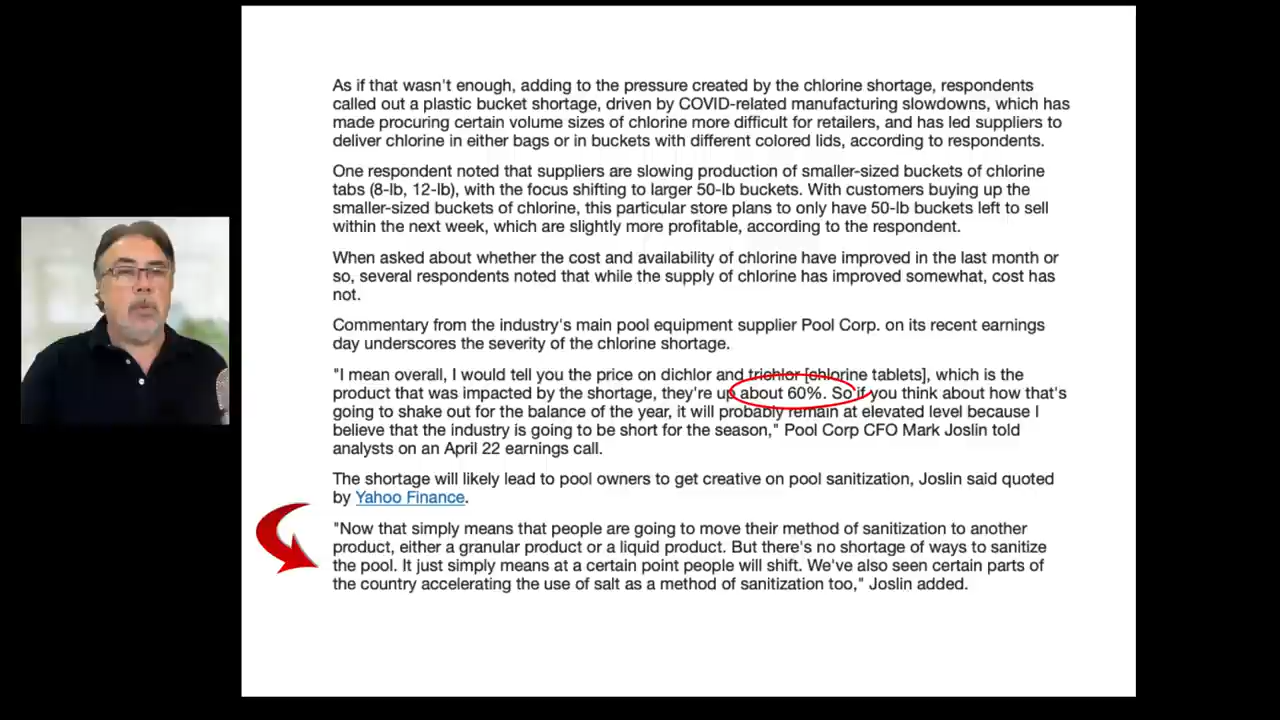 As if that wasn't enough, adding to the pressure created by the chlorine shortage, respondents
called out a plastic bucket shortage, driven by COVID-related manufacturing slowdowns, which has
made procuring certain volume sizes of chlorine more difficult for retailers, and has led suppliers to
deliver chlorine in either bags or in buckets with different colored lids, according to respondents.
One respondent noted that suppliers are slowing production of smaller-sized buckets of chlorine
tabs (8-lb, 12-lb), with the focus shifting to larger 50-lb buckets. With customers buying up the
smaller-sized buckets of chlorine, this particular store plans to only have 50-lb buckets left to sell
within the next week, which are slightly more profitable, according to the respondent.
When asked about whether the cost and availability of chlorine have improved in the last month or
so, several respondents noted that while the supply of chlorine has improved somewhat, cost has
not.
Commentary from the industry's main pool equipment supplier Pool Corp. on its recent earnings
day underscores the severity of the chlorine shortage.
"I mean overall, I would tell you the price on dichlor and trichlor [chlorine tablets], which is the
product that was impacted by the shortage, they're up about 60%. So if you think about how that's
going to shake out for the balance of the year, it will probably remain at elevated level because I
believe that the industry is going to be short for the season," Pool Corp CFO Mark Joslin told
analysts on an April 22 earnings call.
The shortage will likely lead to pool owners to get creative on pool sanitization, Joslin said quoted
by Yahoo Finance.
"Now that simply means that people are going to move their method of sanitization to another
product, either a granular product or a liquid product. But there's no shortage of ways to sanitize
the pool. It just simply means at a certain point people will shift. We've also seen certain parts of
the country accelerating the use of salt as a method of sanitization too," Joslin added.